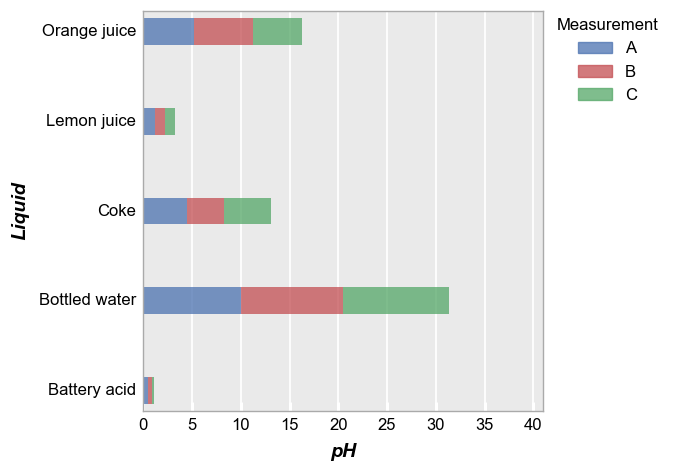 Measurement
A
B
C
Orange juice
Lemon juice
Coke
Bottled water
Battery acid
Liquid
0 5 10 15 20 25 30 35 40
pH